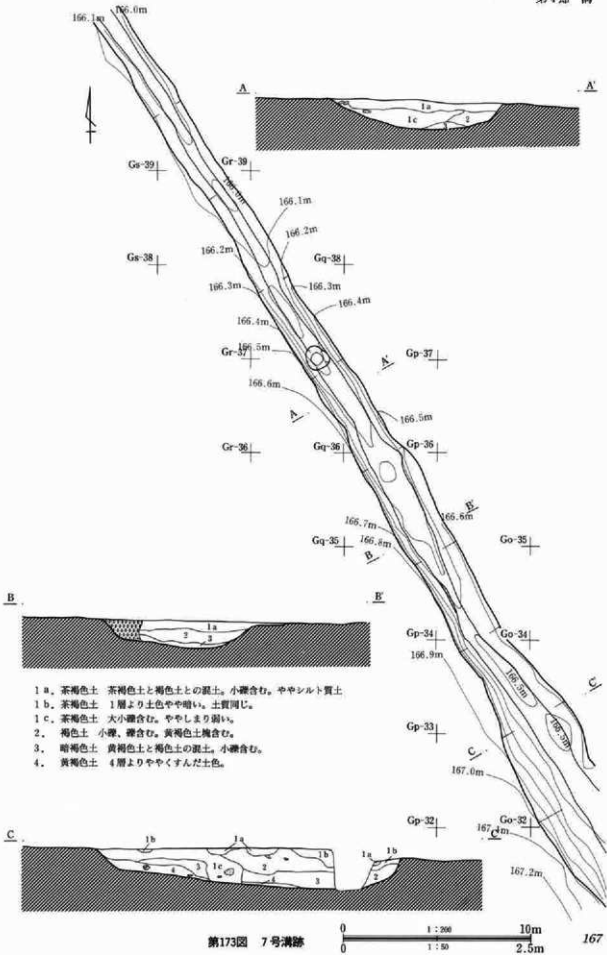 166.0m
166.1m
A A'
1a
1c 2
Gs-39 Gr-39
166.0m
166.1m
166.2m
Gs-38 Gq-38
166.2m
166.3m
166.3m
166.4m
166.4m
166.5m
Gr-37 Gp-37
A'
166.6m
A
166.5m
Gr-36 Gq-36 Gp-36
B'
166.6m
166.7m
166.8m
Gq-35 Go-35
B
B B'
1a
2 3
Gp-34 Go-34
166.9m
C'
166.5m
166.5m
1a. 茶褐色土 茶褐色土と褐色土との混土。小礫含む。ややシルト質土
1b. 茶褐色土 1層より土色やや暗い。土質同じ。
1c. 茶褐色土 大小礫含む。ややしまり弱い。
2. 褐色土 小礫、礫含む。黄褐色土塊含む。
3. 暗褐色土 黄褐色土と褐色土の混土。小礫含む。
4. 黄褐色土 4層よりややくすんだ土色。
Gp-33
C
167.0m
Gp-32 Go-32
167.1m
167.2m
C C'
1b 1a 1b 1a 1b
3 1c 2 2
4 4 3
第173図 7号溝跡
0 1:200 10m
0 1:50 2.5m
167